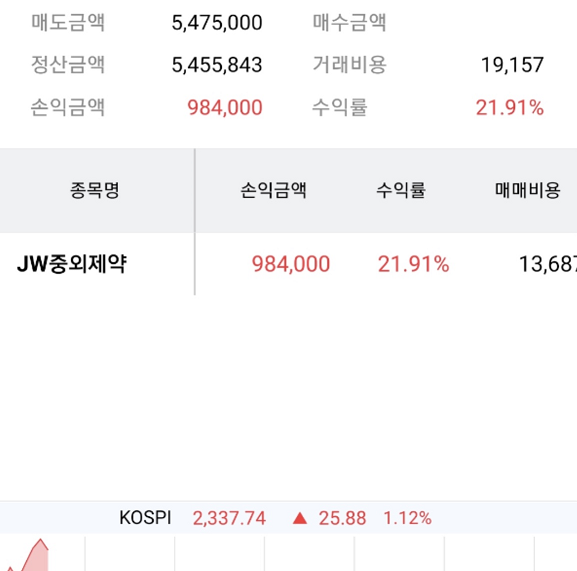 매도금액 5,475,000 매수금액
정산금액 5,455,843 거래비용 19,157
손익금액 984,000 수익률 21.91%
종목명 손익금액 수익률 매매비용
JW중외제약 984,000 21.91% 13,687
KOSPI 2,337.74 ▲ 25.88 1.12%